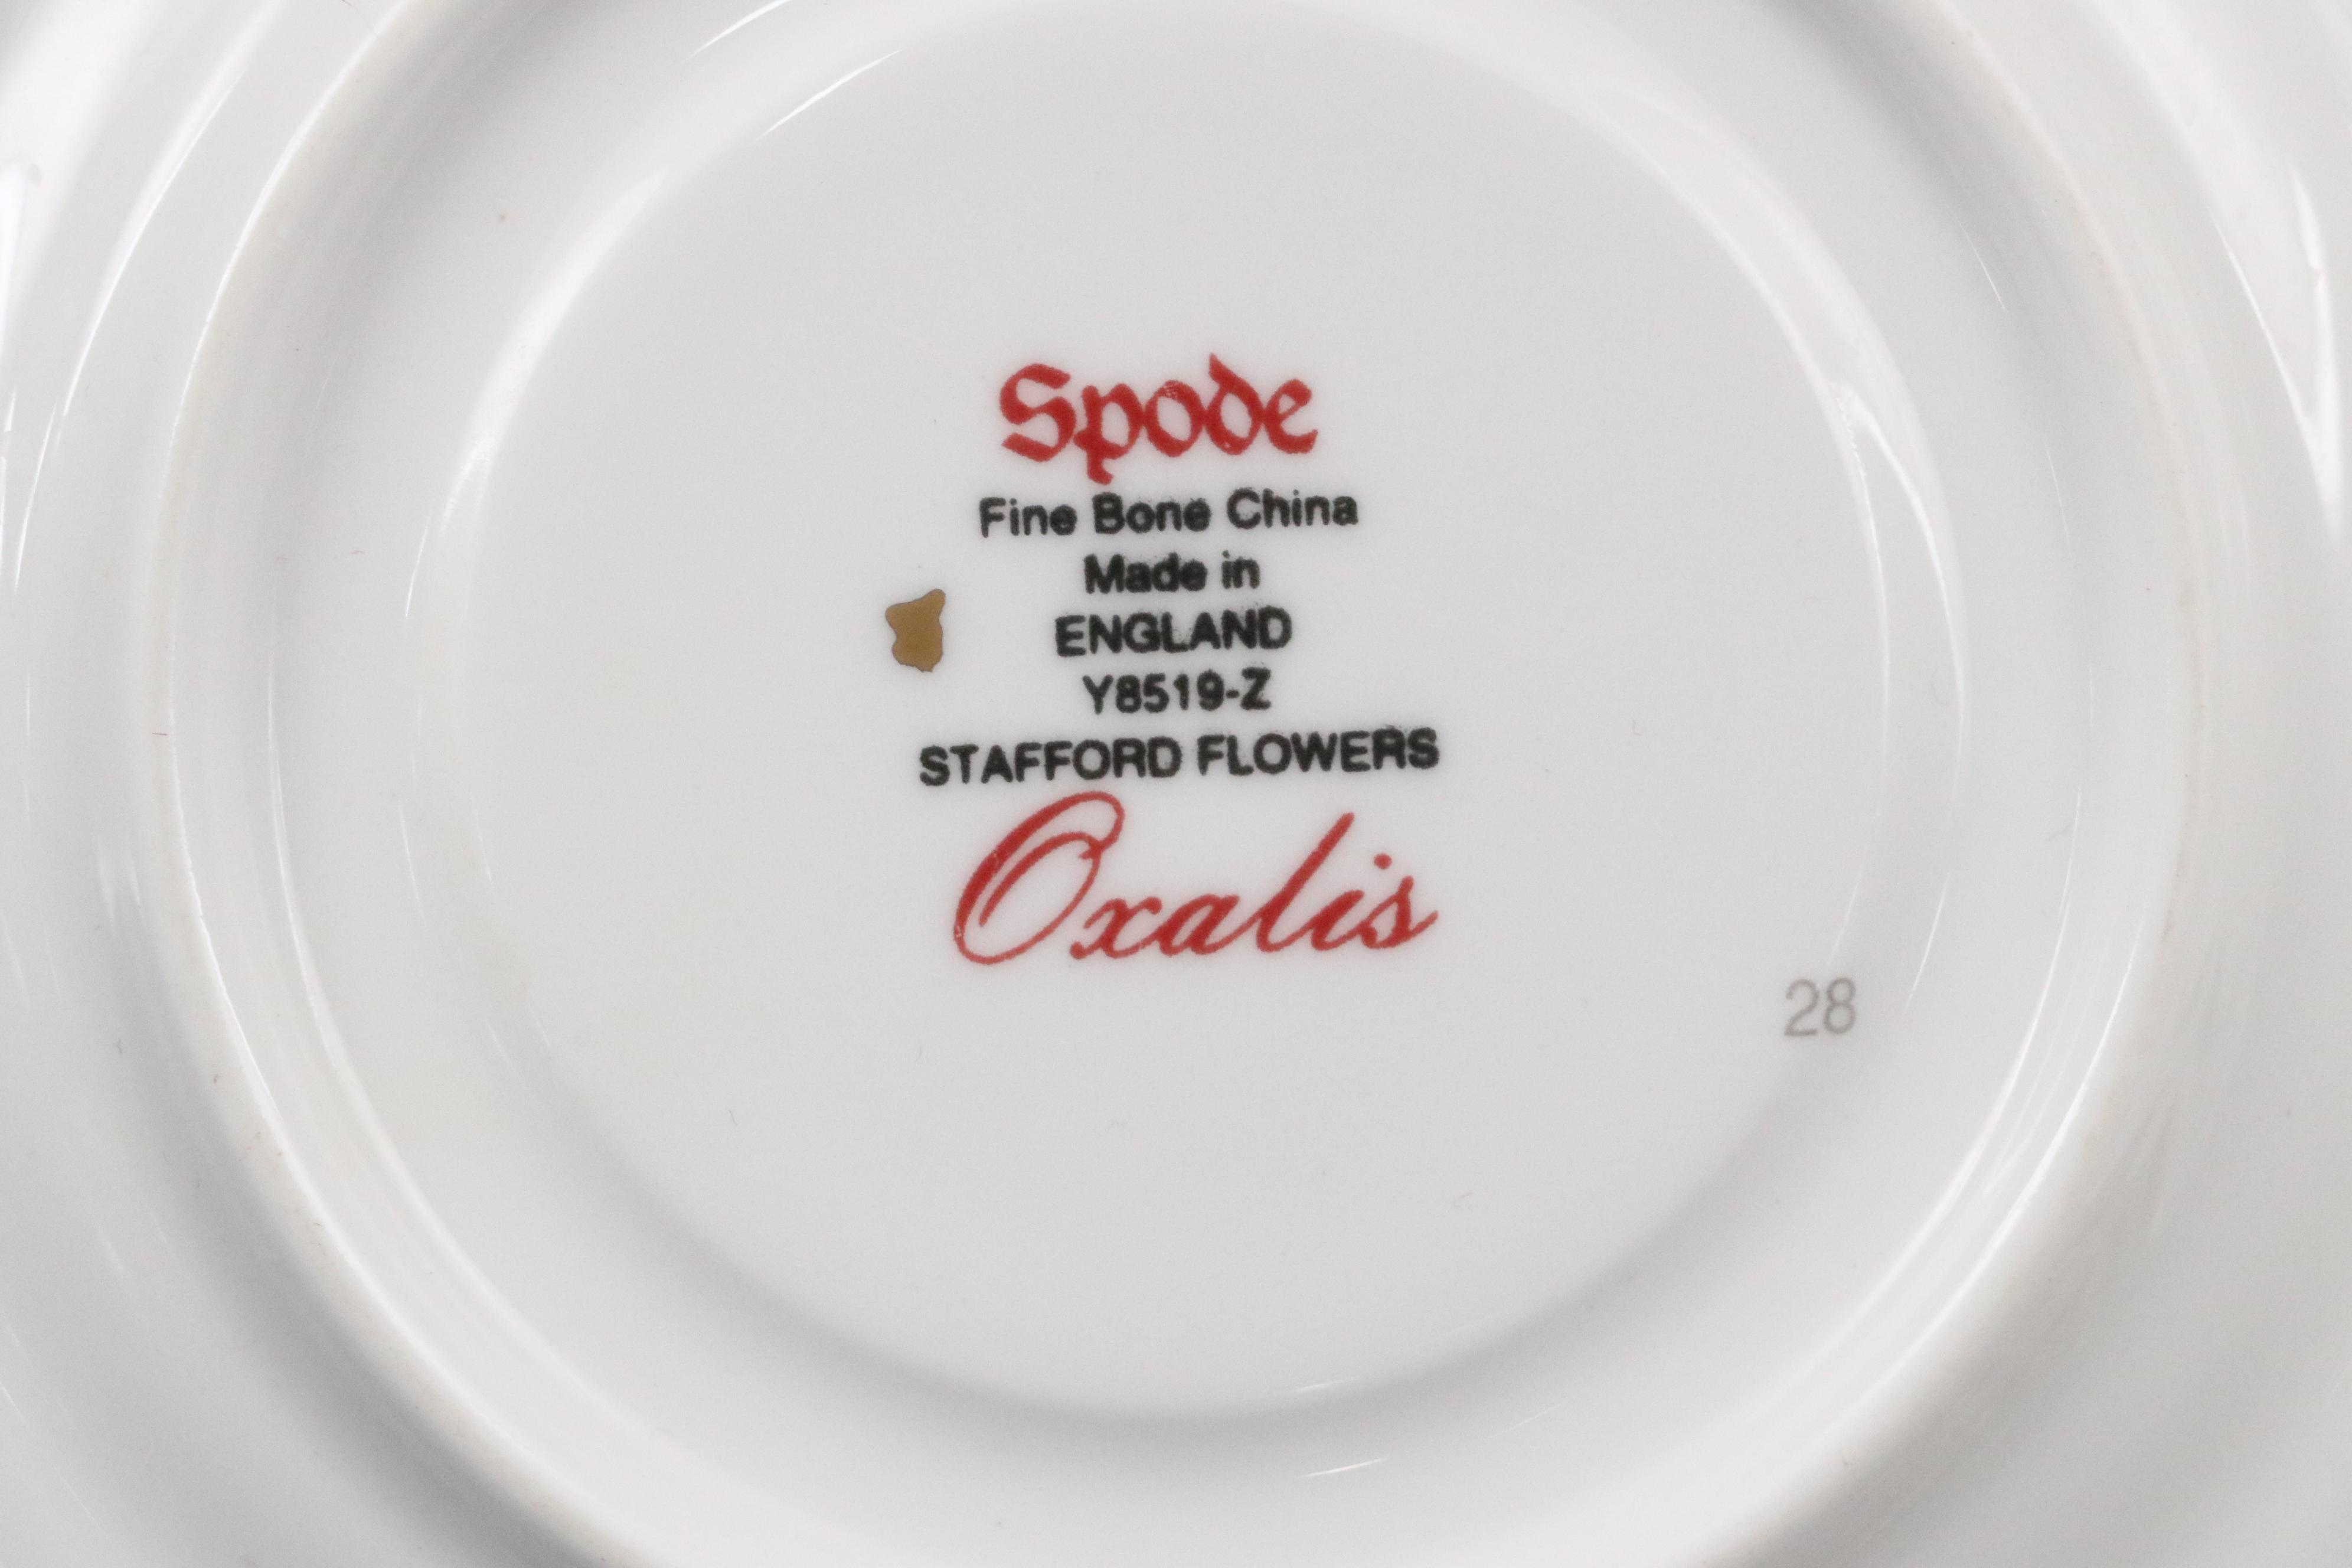 Spode
Fine Bone China
Made in
ENGLAND
Y8519-Z
STAFFORD FLOWERS
Oxalis
28